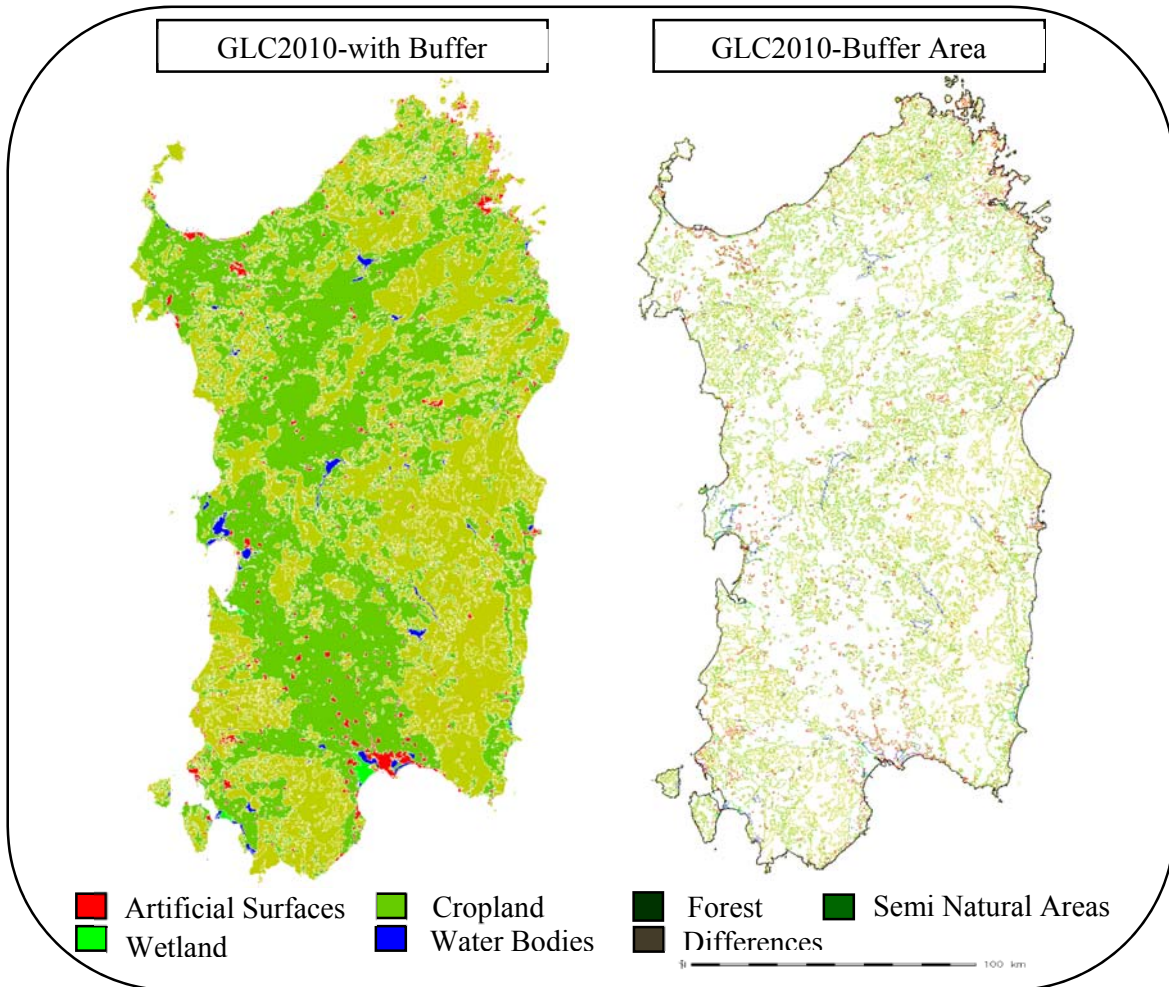 GLC2010-with Buffer
GLC2010-Buffer Area
Artificial Surfaces
Cropland
Forest
Semi Natural Areas
Wetland
Water Bodies
Differences
100 km